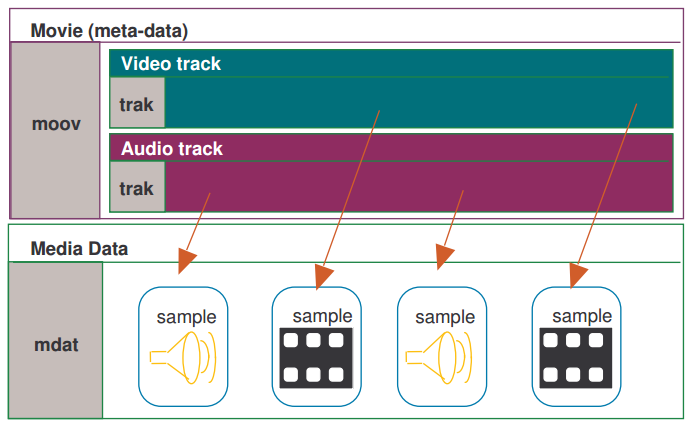 Movie (meta-data)
moov
Video track
trak
Audio track
trak
Media Data
mdat
sample
sample
sample
sample